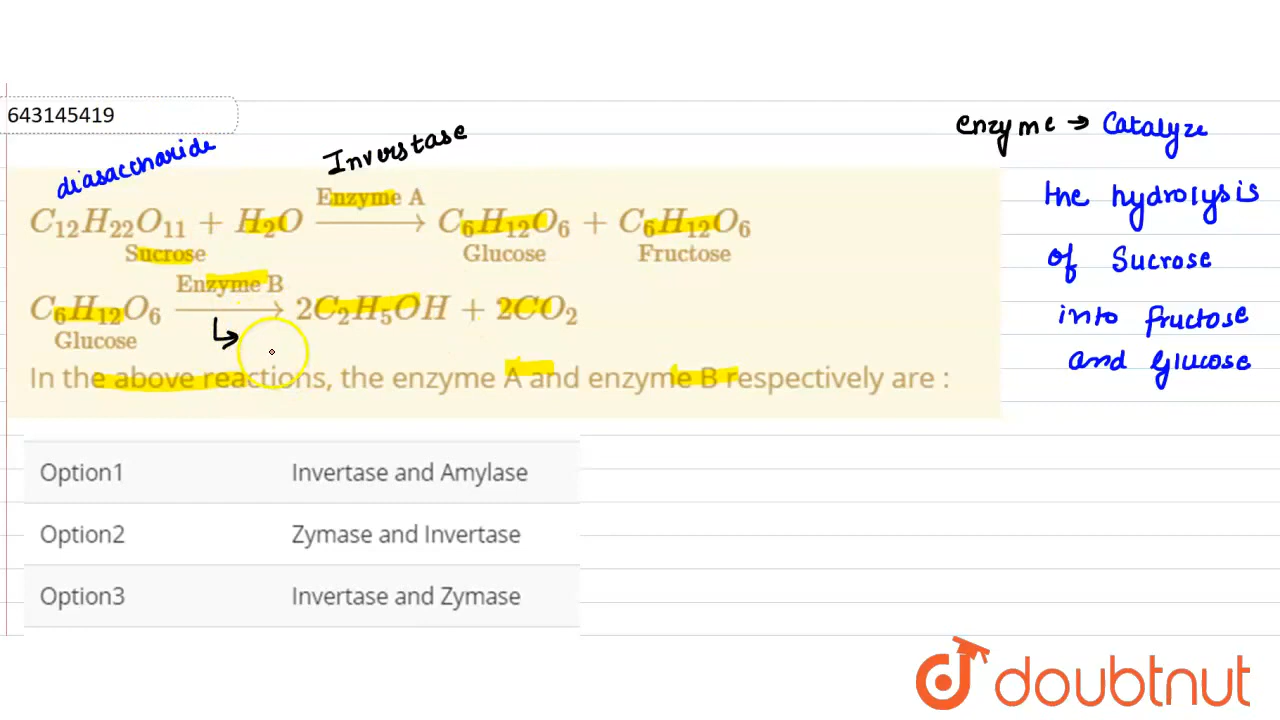 643145419
enzyme → Catalyze
diasaccharide
Inverstase
the hydrolysis
of Sucrose
into fructose
and Glucose
Enzyme A
C₁₂H₂₂O₁₁ + H₂O ⟶ C₆H₁₂O₆ + C₆H₁₂O₆
Sucrose Glucose Fructose
Enzyme B
C₆H₁₂O₆ ⟶ 2C₂H₅OH + 2CO₂
Glucose
In the above reactions, the enzyme A and enzyme B respectively are :
Option1 Invertase and Amylase
Option2 Zymase and Invertase
Option3 Invertase and Zymase
doubtnut